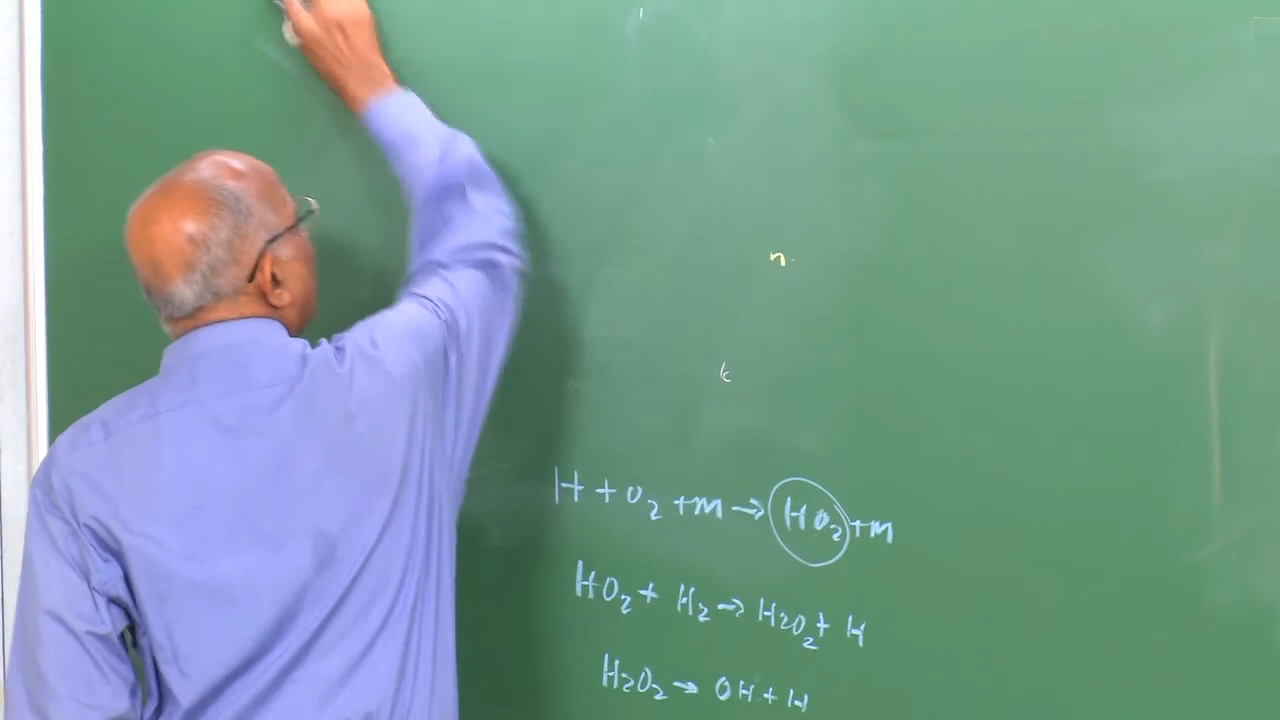 n
k
H + O₂ + M → HO₂ + M
HO₂ + H₂ → H₂O₂ + H
H₂O₂ → OH + H